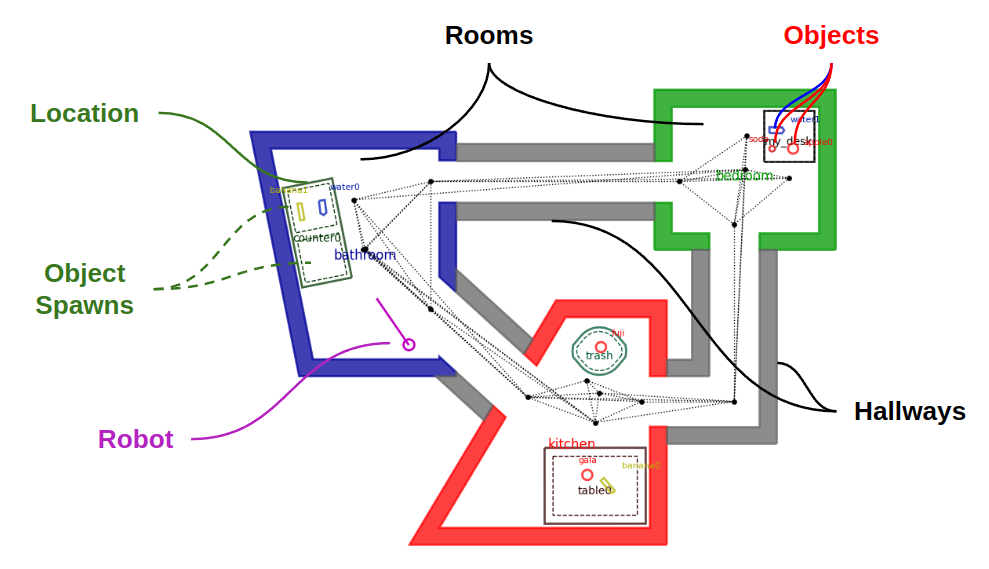 Rooms
Objects
Location
water1
soda
my_desk
apple0
bedroom
banana1
water0
counter0
bathroom
Object
Spawns
fuji
trash
Hallways
Robot
kitchen
gala
banana0
table0